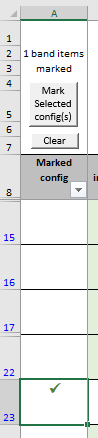 A
1
2
3
4
5
6
7
8
15
16
17
22
23
1 band items
marked
Mark
Selected
config(s)
Clear
Marked
config
✓